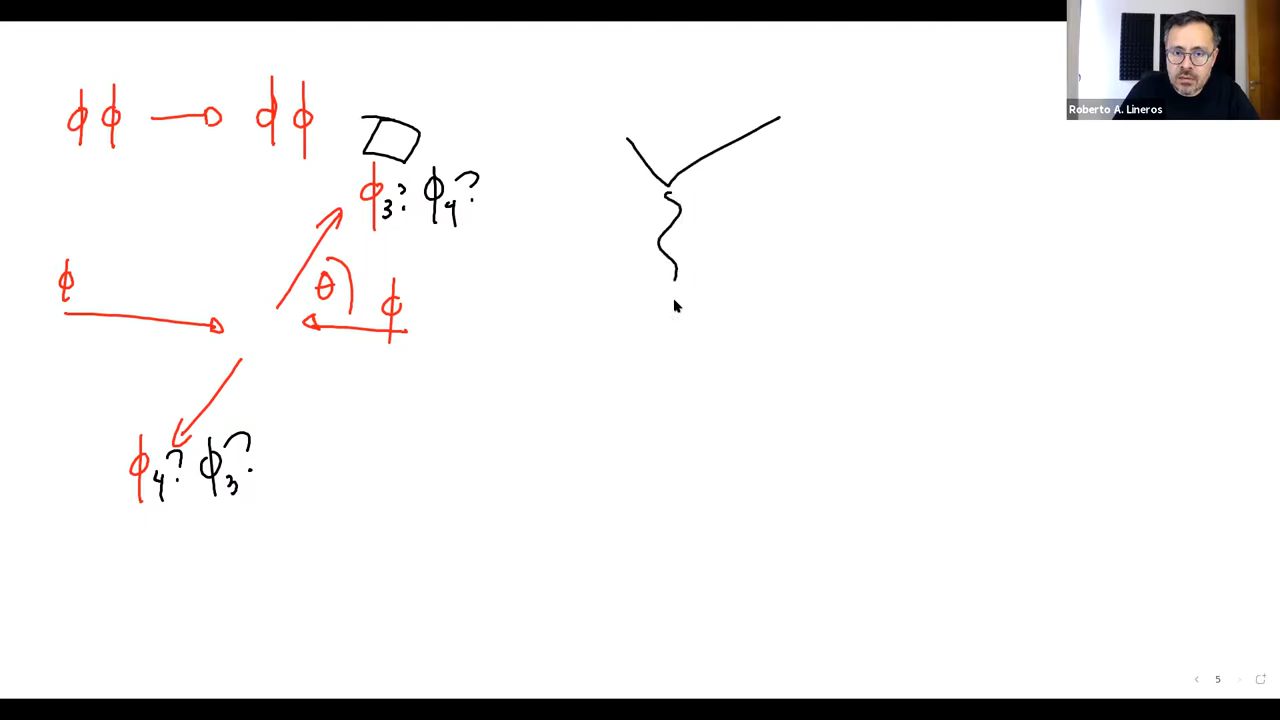 ϕ ϕ → ϕ ϕ
ϕ₃? ϕ₄?
ϕ
θ
ϕ
ϕ₄? ϕ₃?
Roberto A. Lineros
5